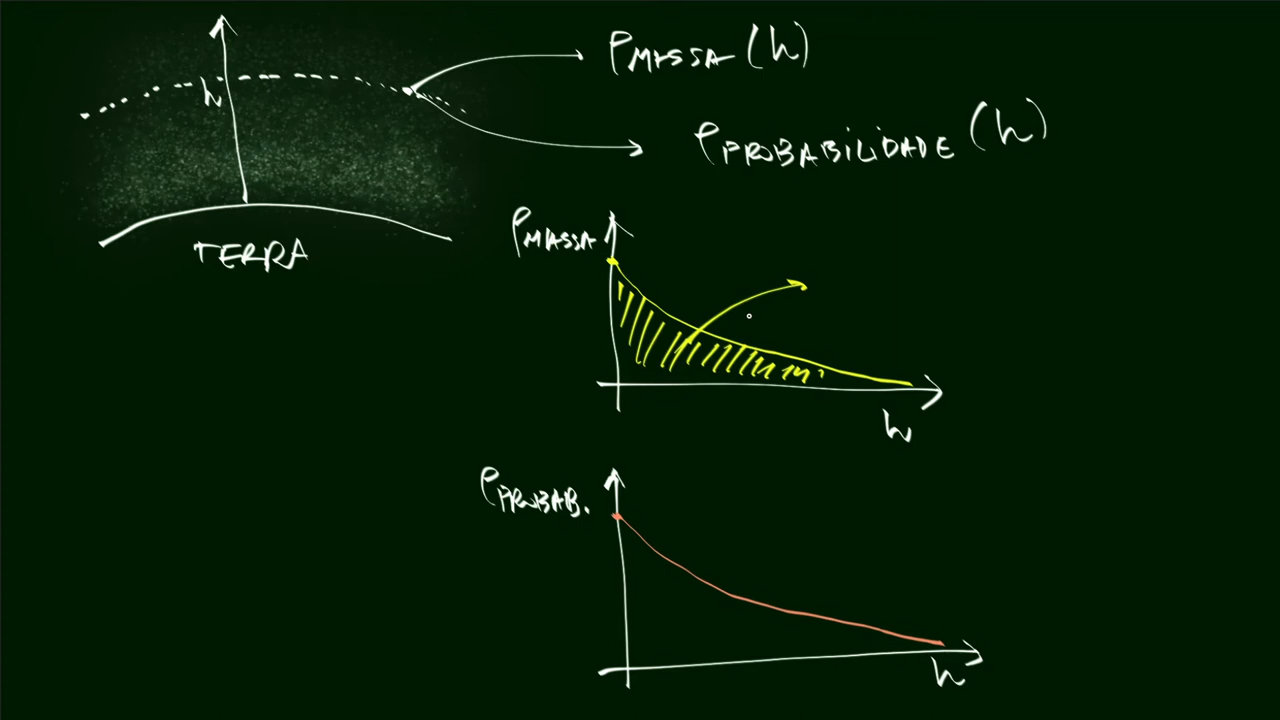 h
ρMASSA (h)
ρPROBABILIDADE (h)
TERRA
ρMASSA
h
ρPROBAB.
h